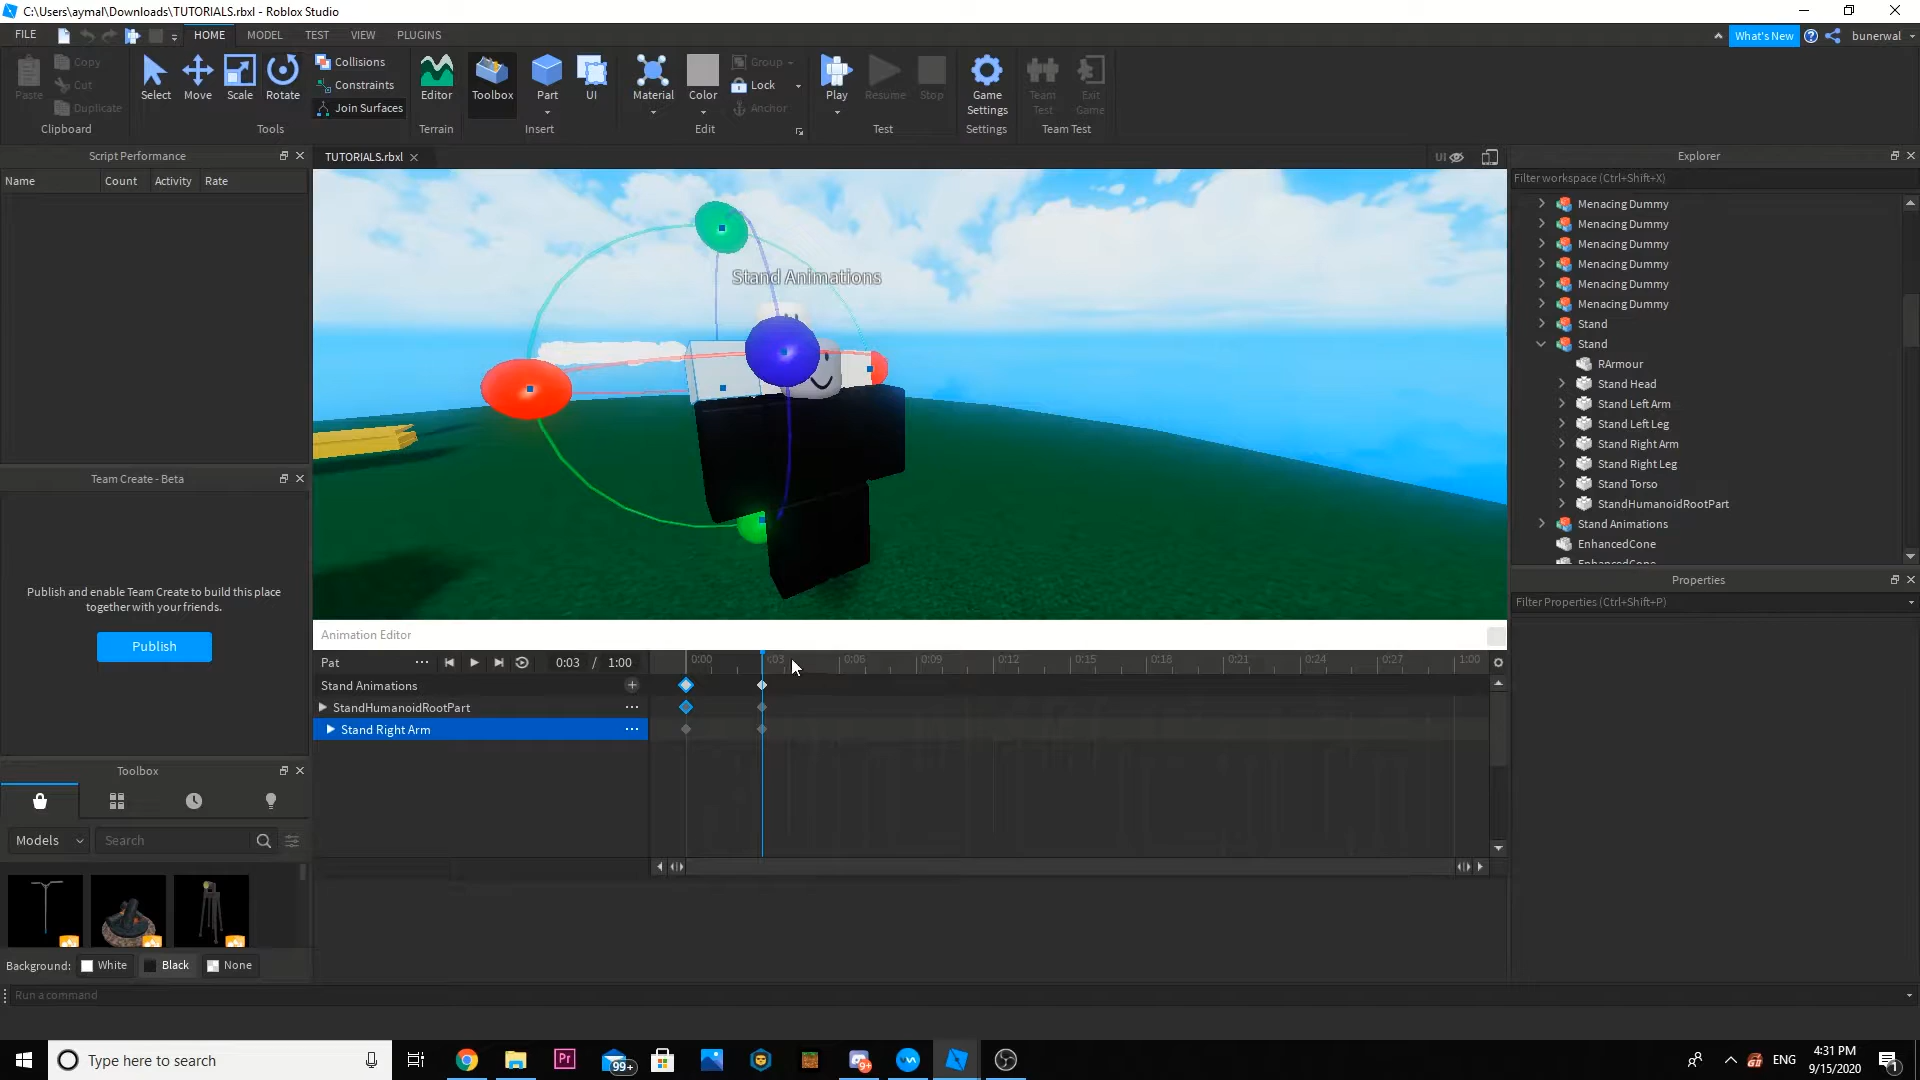 C:\Users\aymal\Downloads\TUTORIALS.rbxl - Roblox Studio
FILE HOME MODEL TEST VIEW PLUGINS What's New bunerwal
Paste Copy Cut Duplicate Clipboard
Select Move Scale Rotate Collisions Constraints Join Surfaces Tools
Editor Terrain
Toolbox Part UI Insert
Material Color Group Lock Anchor Edit
Play Resume Stop Test
Game Settings Settings
Team Test Exit Game Team Test
Script Performance
Name Count Activity Rate
TUTORIALS.rbxl
UI
Stand Animations
Explorer
Filter workspace (Ctrl+Shift+X)
Menacing Dummy
Menacing Dummy
Menacing Dummy
Menacing Dummy
Menacing Dummy
Menacing Dummy
Stand
Stand
RArmour
Stand Head
Stand Left Arm
Stand Left Leg
Stand Right Arm
Stand Right Leg
Stand Torso
StandHumanoidRootPart
Stand Animations
EnhancedCone
EnhancedCone
Properties
Filter Properties (Ctrl+Shift+P)
Team Create - Beta
Publish and enable Team Create to build this place
together with your friends.
Publish
Animation Editor
Pat 0:03 / 1:00 0:00 :03 0:06 0:09 0:12 0:15 0:18 0:21 0:24 0:27 1:00
Stand Animations
StandHumanoidRootPart
Stand Right Arm
Toolbox
Models Search
Background: White Black None
Run a command
Type here to search
Pr
99+
9+
ENG
4:31 PM
9/15/2020
1